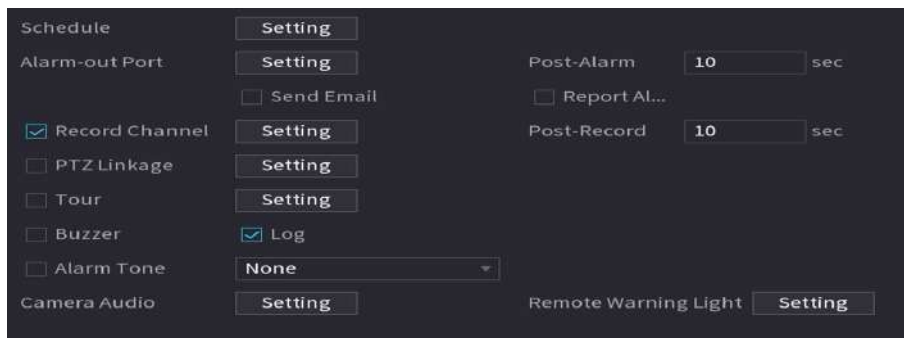 Schedule Setting
Alarm-out Port Setting Post-Alarm 10 sec
Send Email Report Al...
Record Channel Setting Post-Record 10 sec
PTZ Linkage Setting
Tour Setting
Buzzer Log
Alarm Tone None
Camera Audio Setting Remote Warning Light Setting